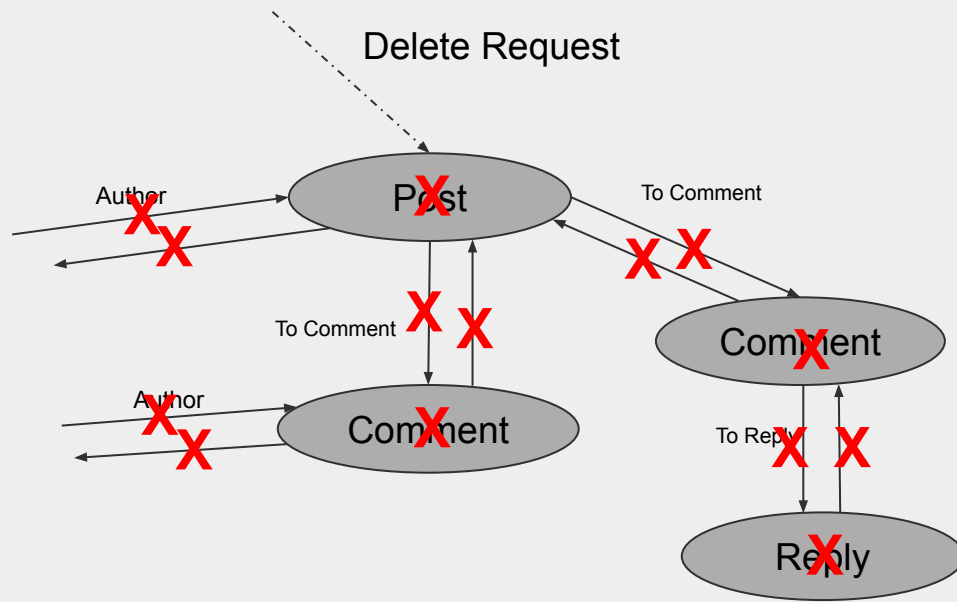 Delete Request
Author
Post
To Comment
To Comment
Comment
Author
Comment
To Reply
Reply